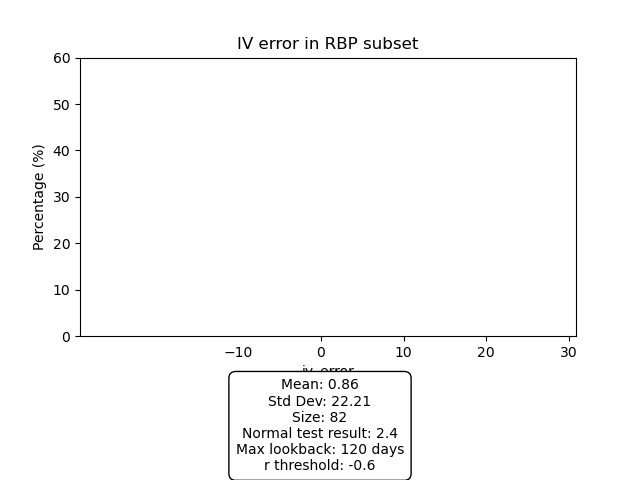 IV error in RBP subset
Percentage (%)
60
50
40
30
20
10
0
−10 0 10 20 30
iv_error
Mean: 0.86
Std Dev: 22.21
Size: 82
Normal test result: 2.4
Max lookback: 120 days
r threshold: -0.6